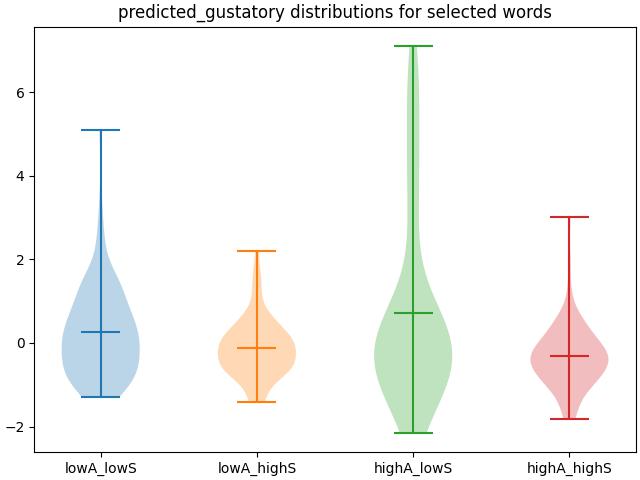 predicted_gustatory distributions for selected words
6
4
2
0
−2
lowA_lowS lowA_highS highA_lowS highA_highS